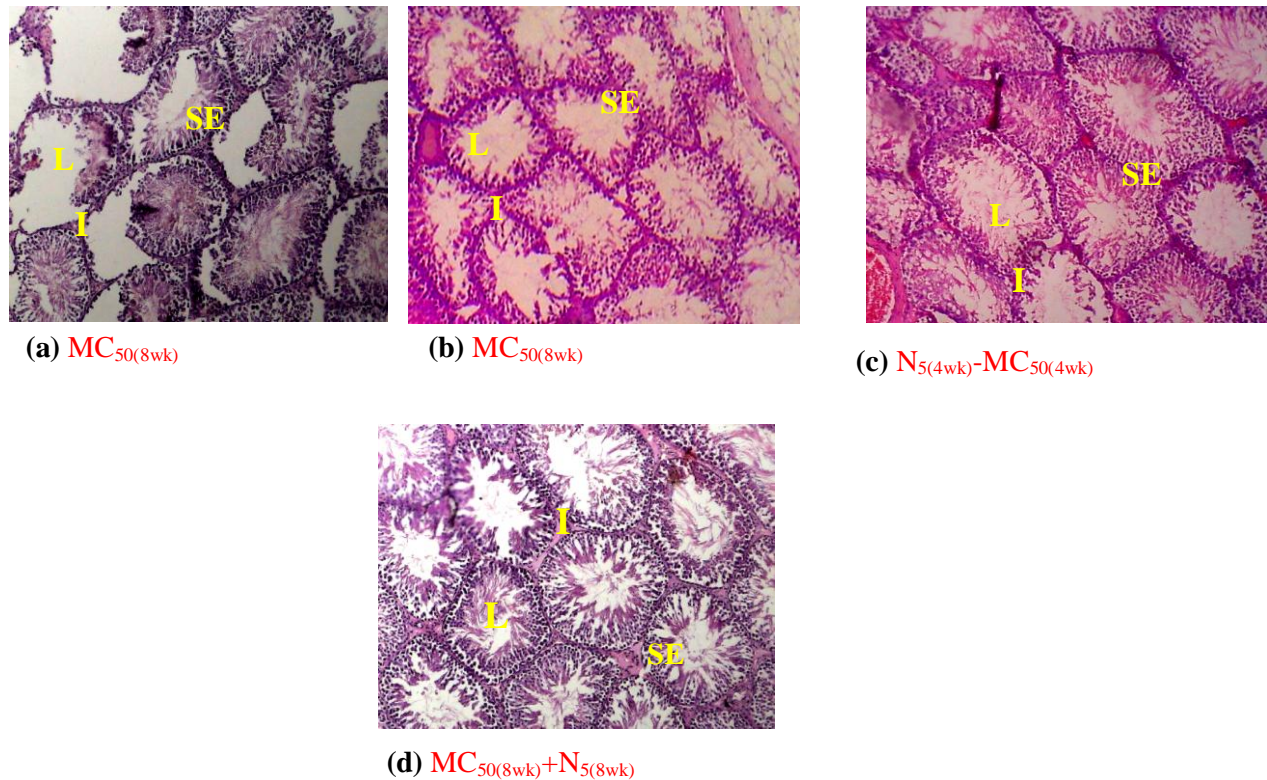 SE
L
I
SE
L
I
SE
L
I
(a) MC50(8wk)
(b) MC50(8wk)
(c) N5(4wk)-MC50(4wk)
I
L
SE
(d) MC50(8wk)+N5(8wk)